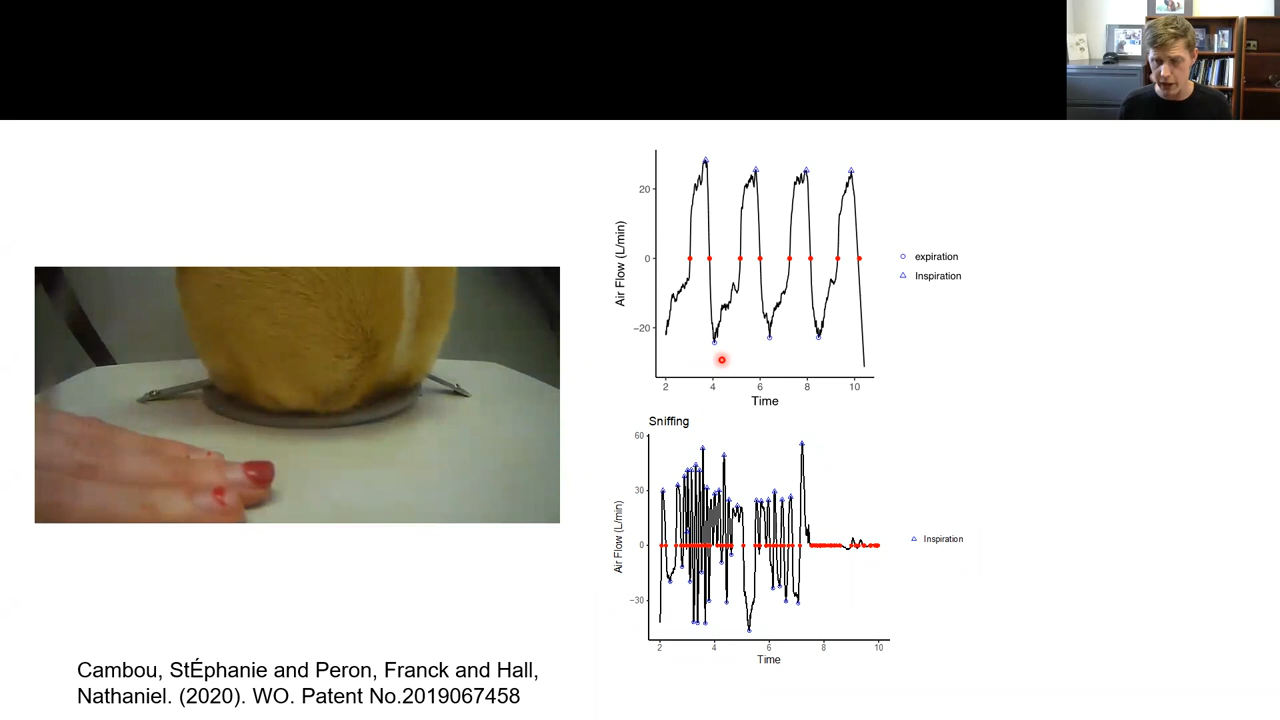 20
0
−20
Air Flow (L/min)
2 4 6 8 10
Time
expiration
Inspiration
Sniffing
60
30
0
−30
Air Flow (L/min)
2 4 6 8 10
Time
Inspiration
Cambou, StÉphanie and Peron, Franck and Hall,
Nathaniel. (2020). WO. Patent No.2019067458